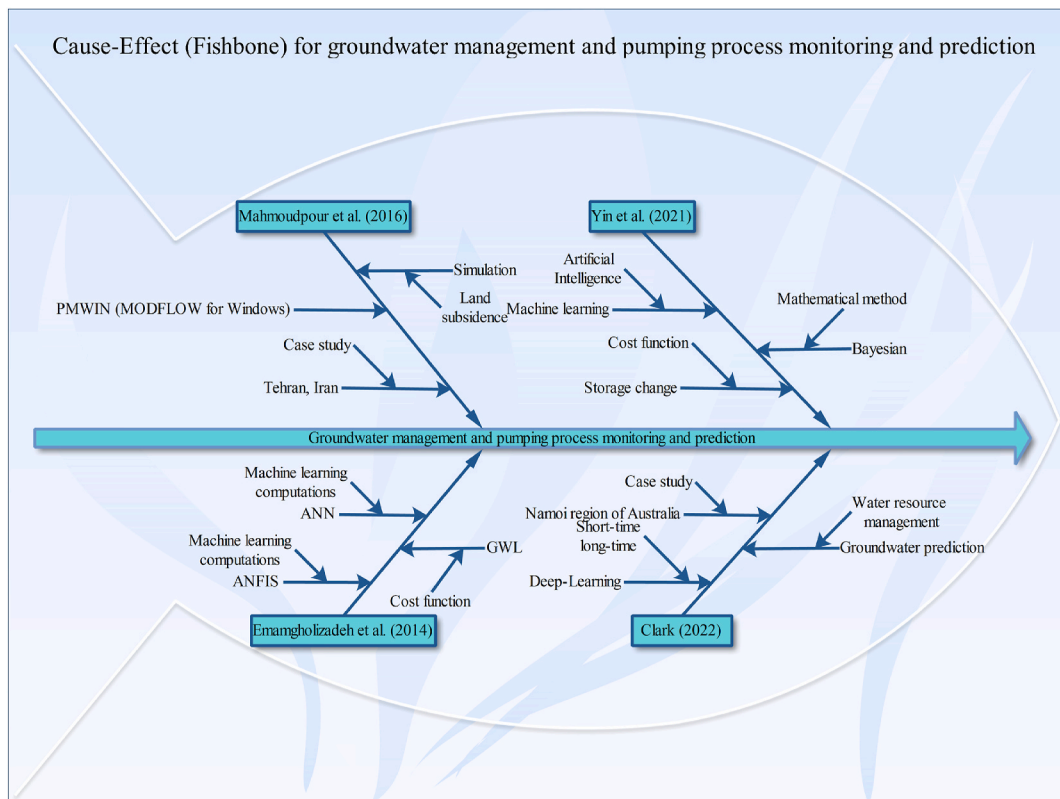 Cause-Effect (Fishbone) for groundwater management and pumping process monitoring and prediction
Mahmoudpour et al. (2016)
Simulation
Land
subsidence
PMWIN (MODFLOW for Windows)
Case study
Tehran, Iran
Yin et al. (2021)
Artificial
Intelligence
Machine learning
Mathematical method
Bayesian
Cost function
Storage change
Groundwater management and pumping process monitoring and prediction
Machine learning
computations
ANN
GWL
Cost function
Machine learning
computations
ANFIS
Emamgholizadeh et al. (2014)
Case study
Namoi region of Australia
Water resource
management
Groundwater prediction
Short-time
long-time
Deep-Learning
Clark (2022)